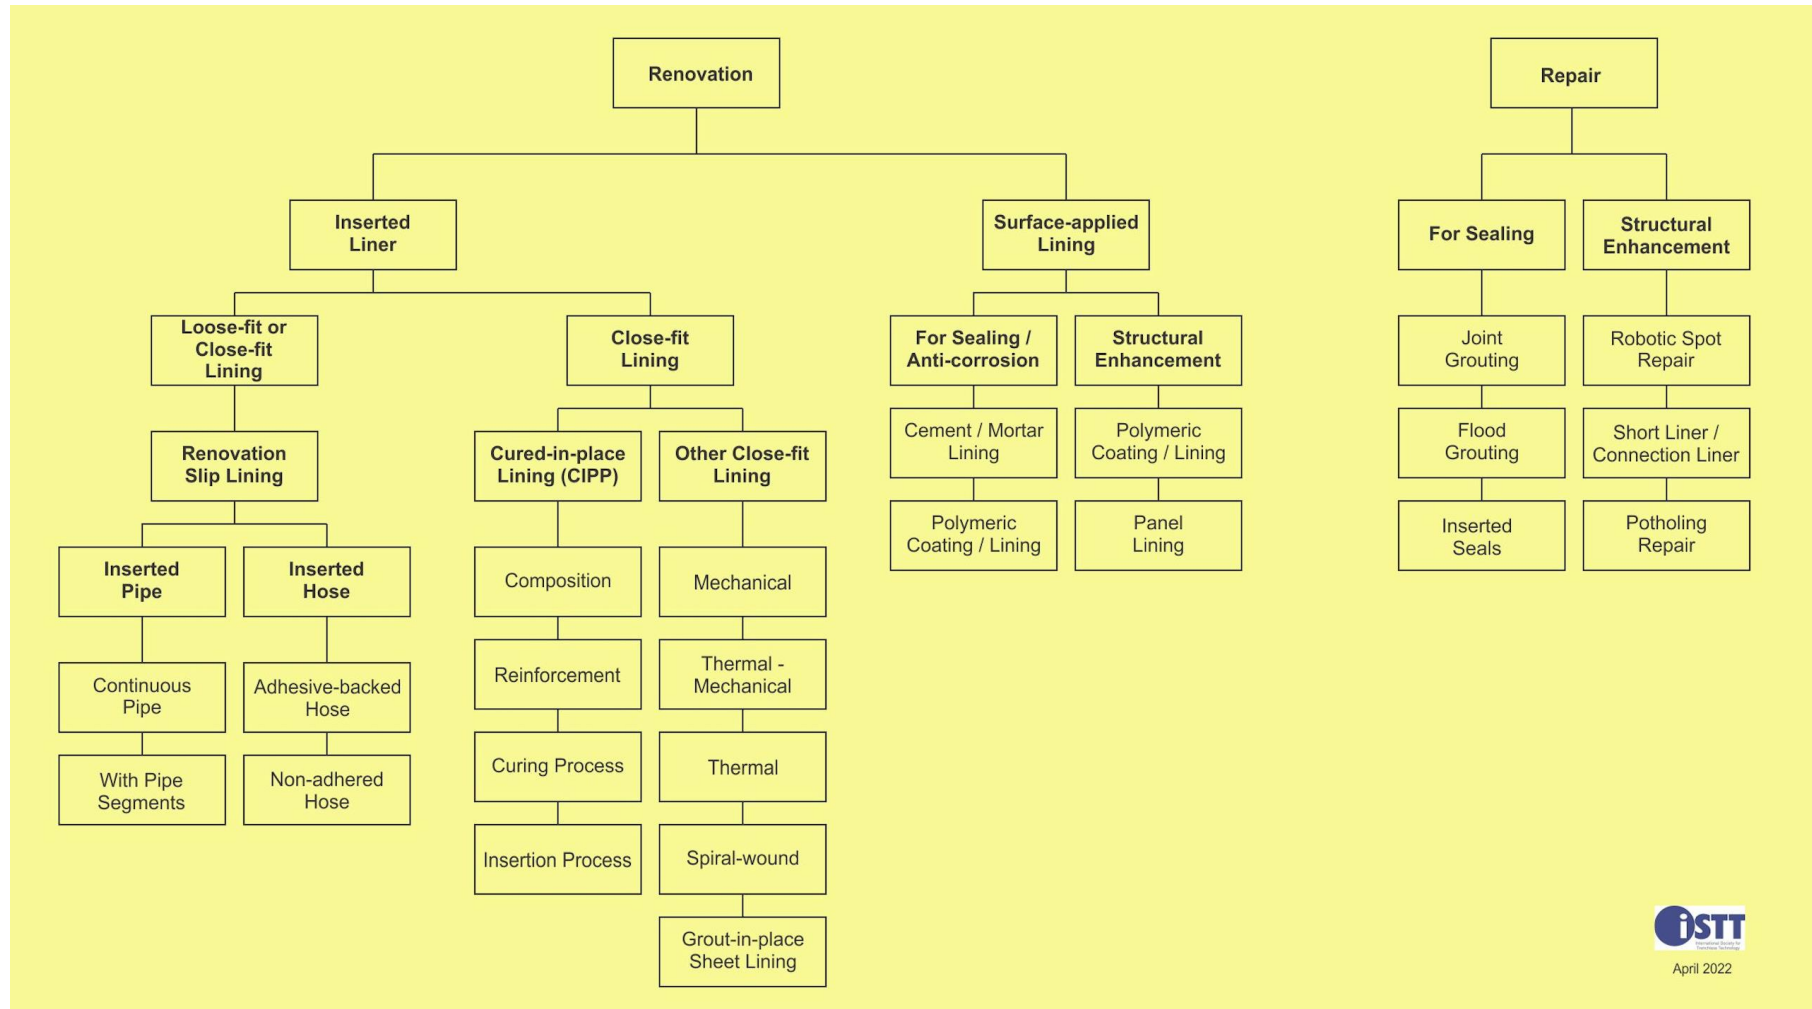 Renovation
Repair
Inserted
Liner
Surface-applied
Lining
For Sealing
Structural
Enhancement
Loose-fit or
Close-fit
Lining
Close-fit
Lining
For Sealing /
Anti-corrosion
Structural
Enhancement
Joint
Grouting
Robotic Spot
Repair
Renovation
Slip Lining
Cured-in-place
Lining (CIPP)
Other Close-fit
Lining
Cement / Mortar
Lining
Polymeric
Coating / Lining
Flood
Grouting
Short Liner /
Connection Liner
Polymeric
Coating / Lining
Panel
Lining
Inserted
Seals
Potholing
Repair
Inserted
Pipe
Inserted
Hose
Composition
Mechanical
Continuous
Pipe
Adhesive-backed
Hose
Reinforcement
Thermal -
Mechanical
With Pipe
Segments
Non-adhered
Hose
Curing Process
Thermal
Insertion Process
Spiral-wound
Grout-in-place
Sheet Lining
iSTT
International Society for
Trenchless Technology
April 2022